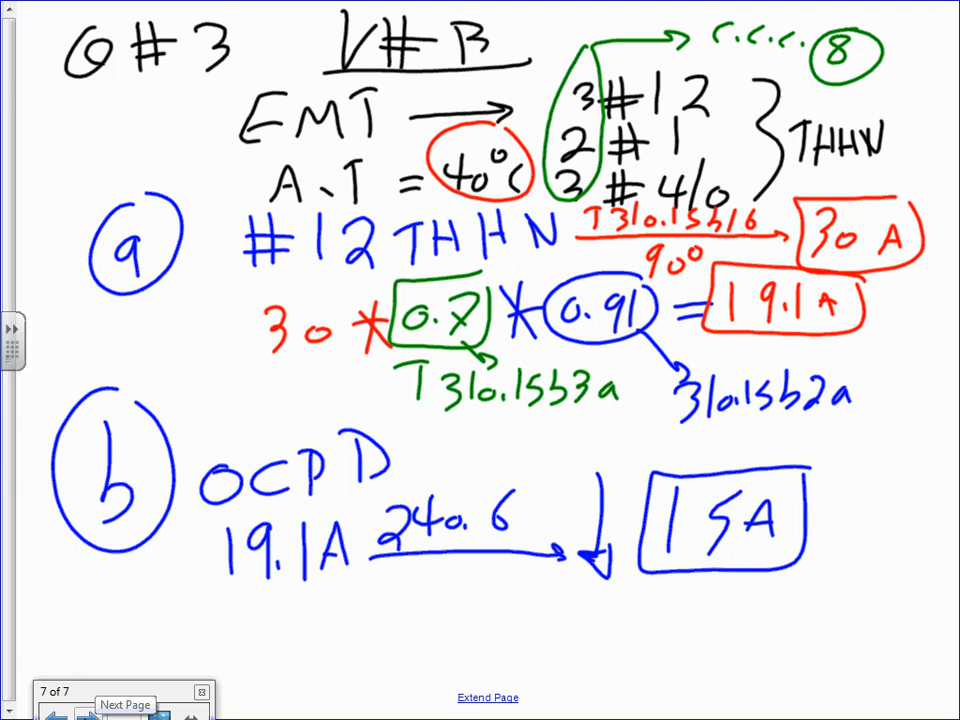 Q#3 V#B
c.c.c. 8
EMT → 3#12
2 # 1
A.T = 40°C 3 # 4/0
THHN
a #12 THHN T310.15b16 90° 30 A
30 * 0.7 * 0.91 = 19.1A
T310.15b3a 310.15b2a
b OCPD
19.1A 240.6 ↓ 15A
7 of 7
Next Page
Extend Page